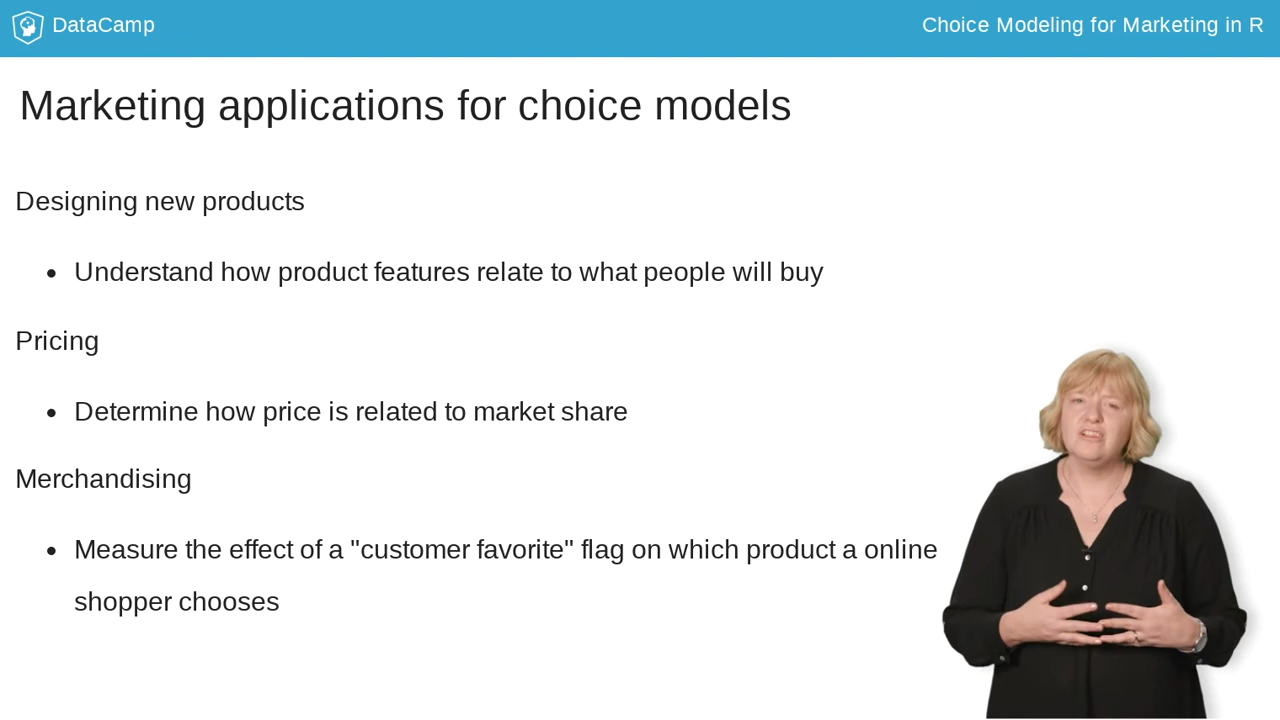 DataCamp
Choice Modeling for Marketing in R
Marketing applications for choice models
Designing new products
Understand how product features relate to what people will buy
Pricing
Determine how price is related to market share
Merchandising
Measure the effect of a "customer favorite" flag on which product a online
shopper chooses